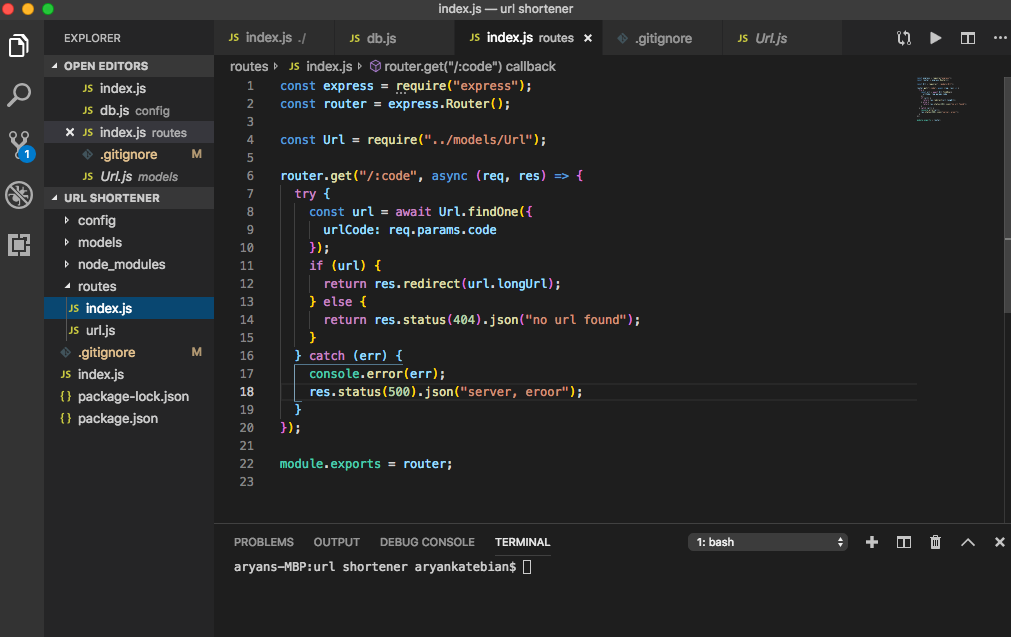 index.js — url shortener
EXPLORER
JS index.js ./
JS db.js
JS index.js routes ×
.gitignore
JS Url.js
OPEN EDITORS
JS index.js
JS db.js config
× JS index.js routes
.gitignore M
JS Url.js models
1
URL SHORTENER
config
models
node_modules
routes
JS index.js
JS url.js
.gitignore M
JS index.js
{} package-lock.json
{} package.json
routes JS index.js router.get("/:code") callback
1 const express = require("express");
2 const router = express.Router();
3
4 const Url = require("../models/Url");
5
6 router.get("/:code", async (req, res) => {
7 try {
8 const url = await Url.findOne({
9 urlCode: req.params.code
10 });
11 if (url) {
12 return res.redirect(url.longUrl);
13 } else {
14 return res.status(404).json("no url found");
15 }
16 } catch (err) {
17 console.error(err);
18 res.status(500).json("server, eroor");
19 }
20 });
21
22 module.exports = router;
23
PROBLEMS OUTPUT DEBUG CONSOLE TERMINAL 1: bash
aryans-MBP:url shortener aryankatebian$